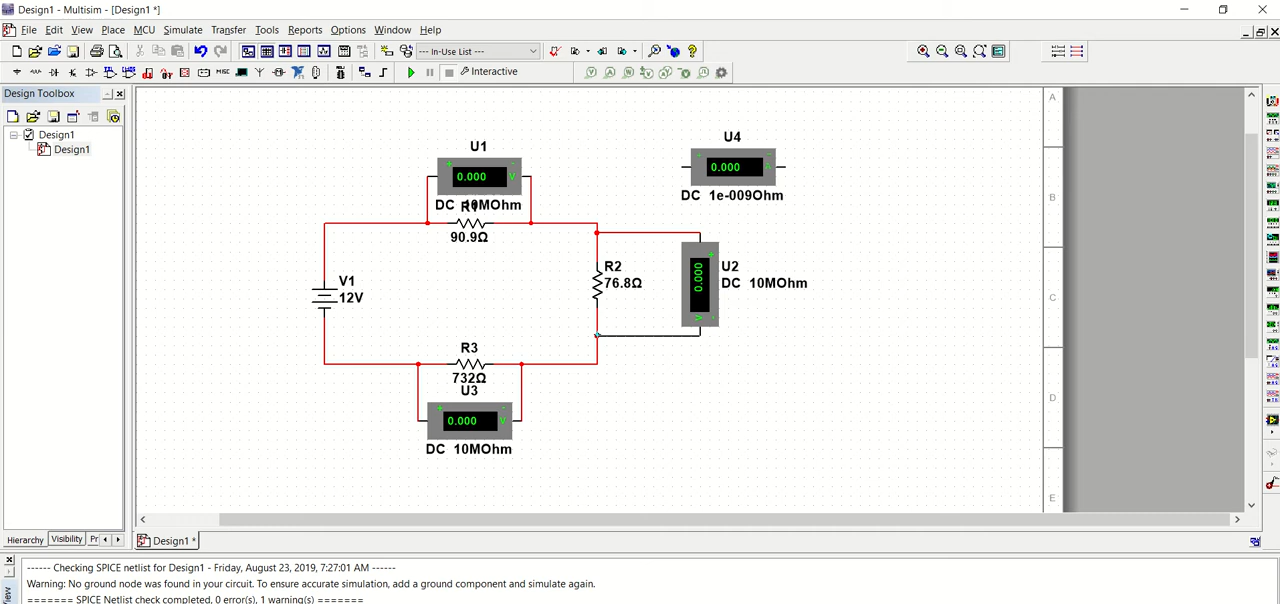 Design1 - Multisim - [Design1 *]
File Edit View Place MCU Simulate Transfer Tools Reports Options Window Help
--- In-Use List ---
Interactive
Design Toolbox
Design1
Design1
U1
0.000 V
DC 10MOhm
R1
90.9Ω
U4
0.000
DC 1e-009Ohm
V1
12V
R2
76.8Ω
U2
0.000 V
DC 10MOhm
R3
732Ω
U3
0.000 V
DC 10MOhm
A
B
C
D
E
Hierarchy Visibility Pr
Design1 *
------ Checking SPICE netlist for Design1 - Friday, August 23, 2019, 7:27:01 AM ------
Warning: No ground node was found in your circuit. To ensure accurate simulation, add a ground component and simulate again.
======= SPICE Netlist check completed, 0 error(s), 1 warning(s) =======